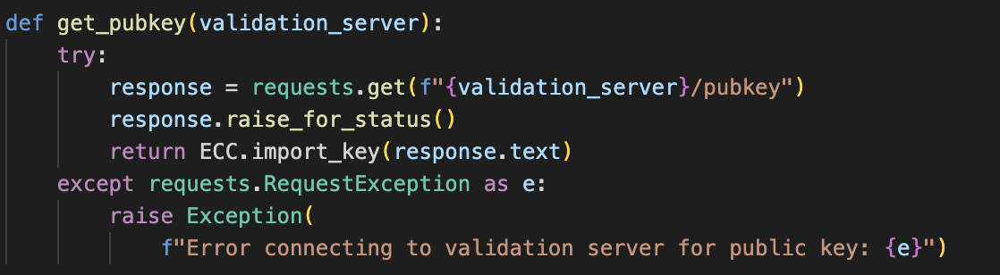 def get_pubkey(validation_server):
    try:
        response = requests.get(f"{validation_server}/pubkey")
        response.raise_for_status()
        return ECC.import_key(response.text)
    except requests.RequestException as e:
        raise Exception(
            f"Error connecting to validation server for public key: {e}")